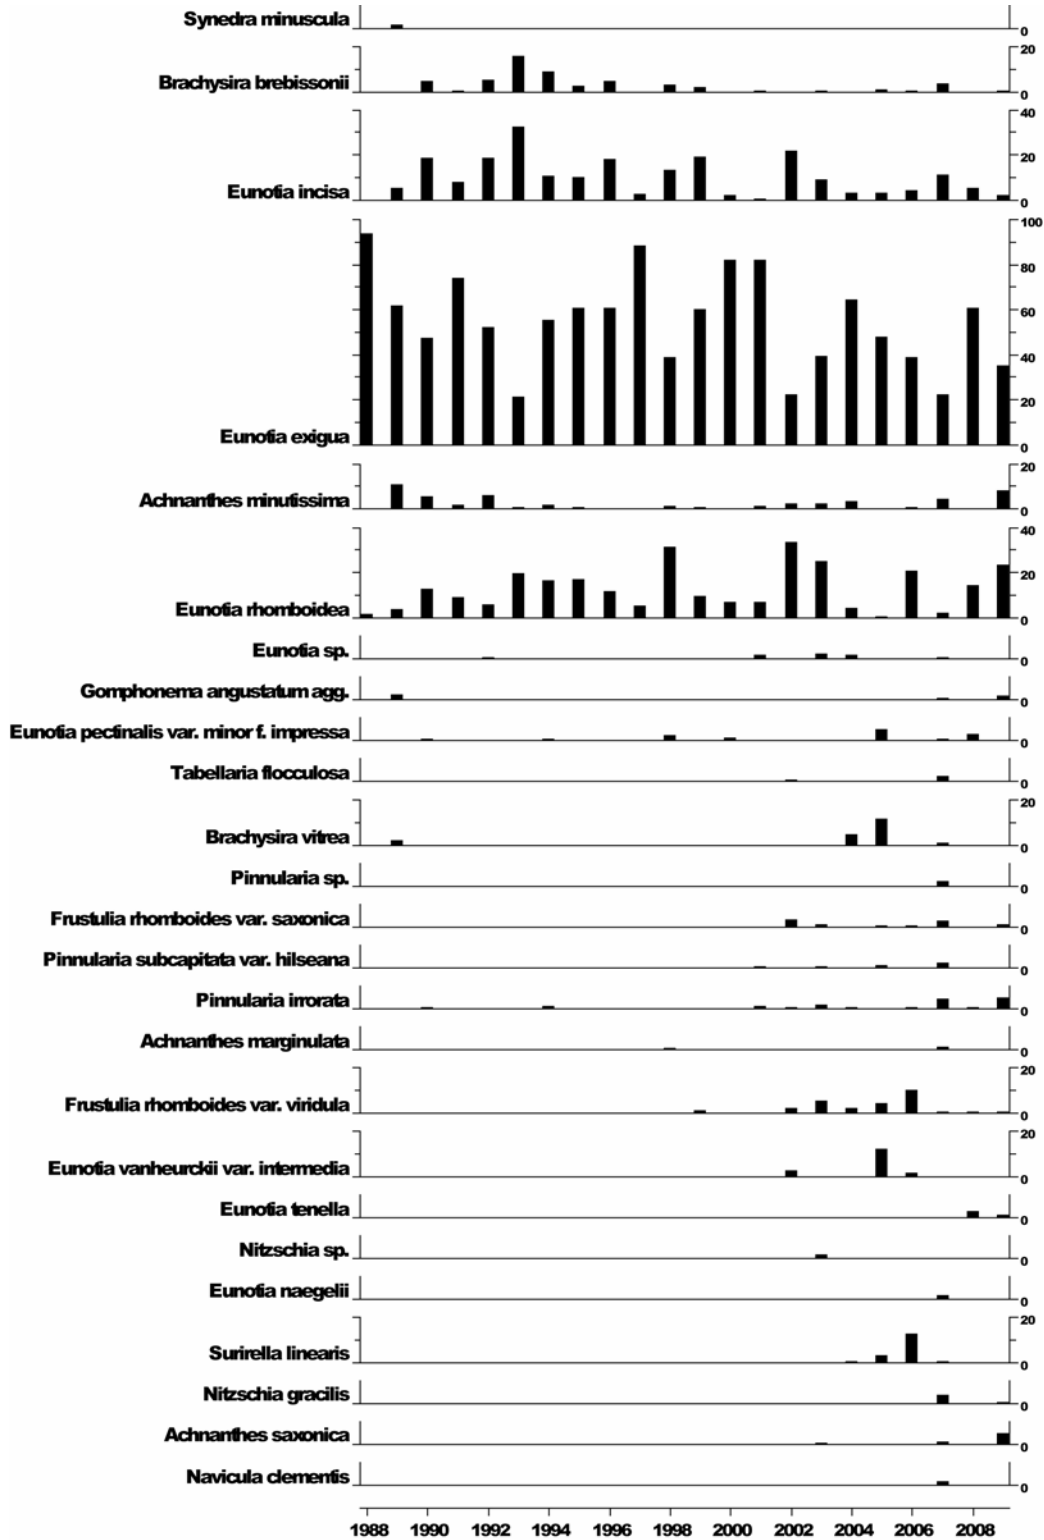 Synedra minuscula 0
20
Brachysira brebissonii 0
40
20
Eunotia incisa 0
100
80
60
40
20
Eunotia exigua 0
20
Achnanthes minutissima 0
40
20
Eunotia rhomboidea 0
Eunotia sp. 0
Gomphonema angustatum agg. 0
Eunotia pectinalis var. minor f. impressa 0
Tabellaria flocculosa 0
20
Brachysira vitrea 0
Pinnularia sp. 0
Frustulia rhomboides var. saxonica 0
Pinnularia subcapitata var. hilseana 0
Pinnularia irrorata 0
Achnanthes marginulata 0
20
Frustulia rhomboides var. viridula 0
20
Eunotia vanheurckii var. intermedia 0
Eunotia tenella 0
Nitzschia sp. 0
Eunotia naegelii 0
20
Surirella linearis 0
Nitzschia gracilis 0
Achnanthes saxonica 0
Navicula clementis 0
1988 1990 1992 1994 1996 1998 2000 2002 2004 2006 2008